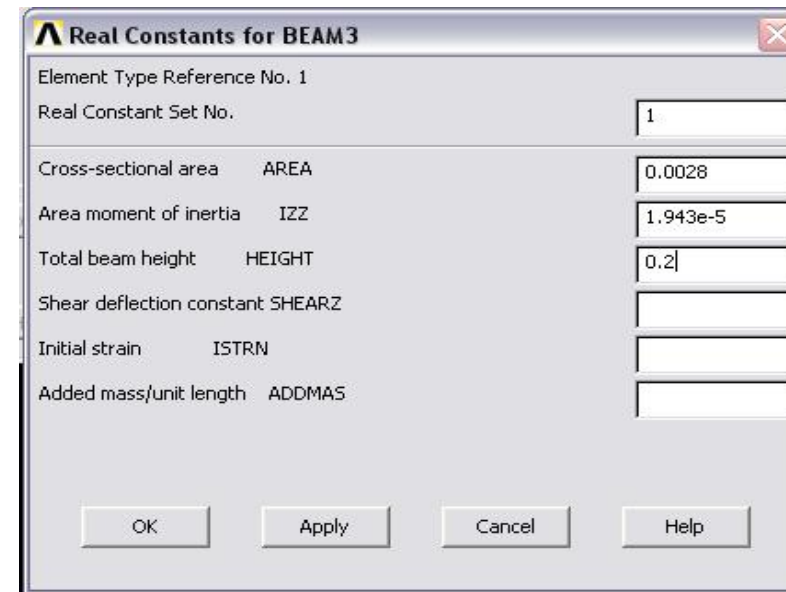 Real Constants for BEAM3
Element Type Reference No. 1
Real Constant Set No. 1
Cross-sectional area AREA 0.0028
Area moment of inertia IZZ 1.943e-5
Total beam height HEIGHT 0.2
Shear deflection constant SHEARZ
Initial strain ISTRN
Added mass/unit length ADDMAS
OK Apply Cancel Help